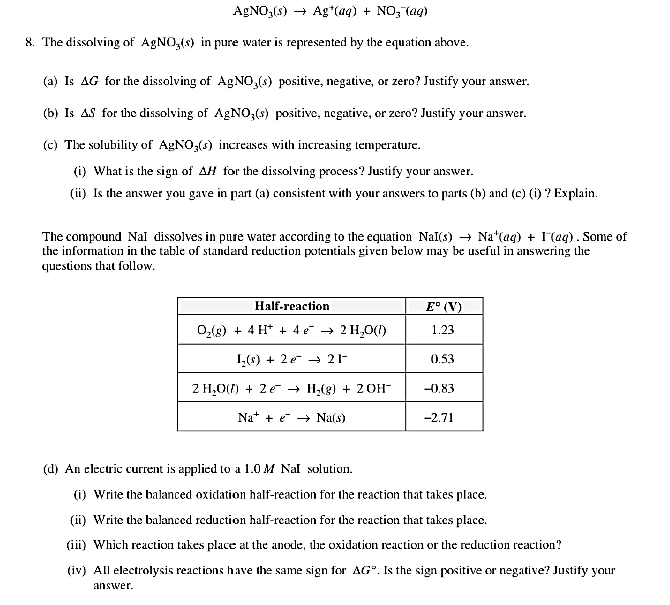 AgNO₃(s) → Ag⁺(aq) + NO₃⁻(aq)
8. The dissolving of AgNO₃(s) in pure water is represented by the equation above.
(a) Is ΔG for the dissolving of AgNO₃(s) positive, negative, or zero? Justify your answer.
(b) Is ΔS for the dissolving of AgNO₃(s) positive, negative, or zero? Justify your answer.
(c) The solubility of AgNO₃(s) increases with increasing temperature.
(i) What is the sign of ΔH for the dissolving process? Justify your answer.
(ii) Is the answer you gave in part (a) consistent with your answers to parts (b) and (c) (i) ? Explain.
The compound NaI dissolves in pure water according to the equation NaI(s) → Na⁺(aq) + I⁻(aq) . Some of
the information in the table of standard reduction potentials given below may be useful in answering the
questions that follow.
Half-reaction E° (V)
O₂(g) + 4 H⁺ + 4 e⁻ → 2 H₂O(l) 1.23
I₂(s) + 2 e⁻ → 2 I⁻ 0.53
2 H₂O(l) + 2 e⁻ → H₂(g) + 2 OH⁻ −0.83
Na⁺ + e⁻ → Na(s) −2.71
(d) An electric current is applied to a 1.0 M NaI solution.
(i) Write the balanced oxidation half-reaction for the reaction that takes place.
(ii) Write the balanced reduction half-reaction for the reaction that takes place.
(iii) Which reaction takes place at the anode, the oxidation reaction or the reduction reaction?
(iv) All electrolysis reactions have the same sign for ΔG°. Is the sign positive or negative? Justify your
answer.